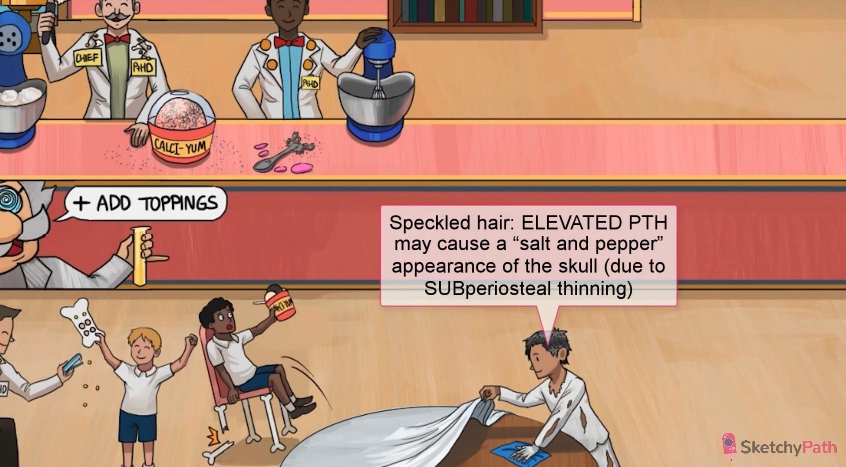 CHIEF
PHD
PHD
CALCI-YUM
+ ADD TOPPINGS
Speckled hair: ELEVATED PTH
may cause a “salt and pepper”
appearance of the skull (due to
SUBperiosteal thinning)
SketchyPath